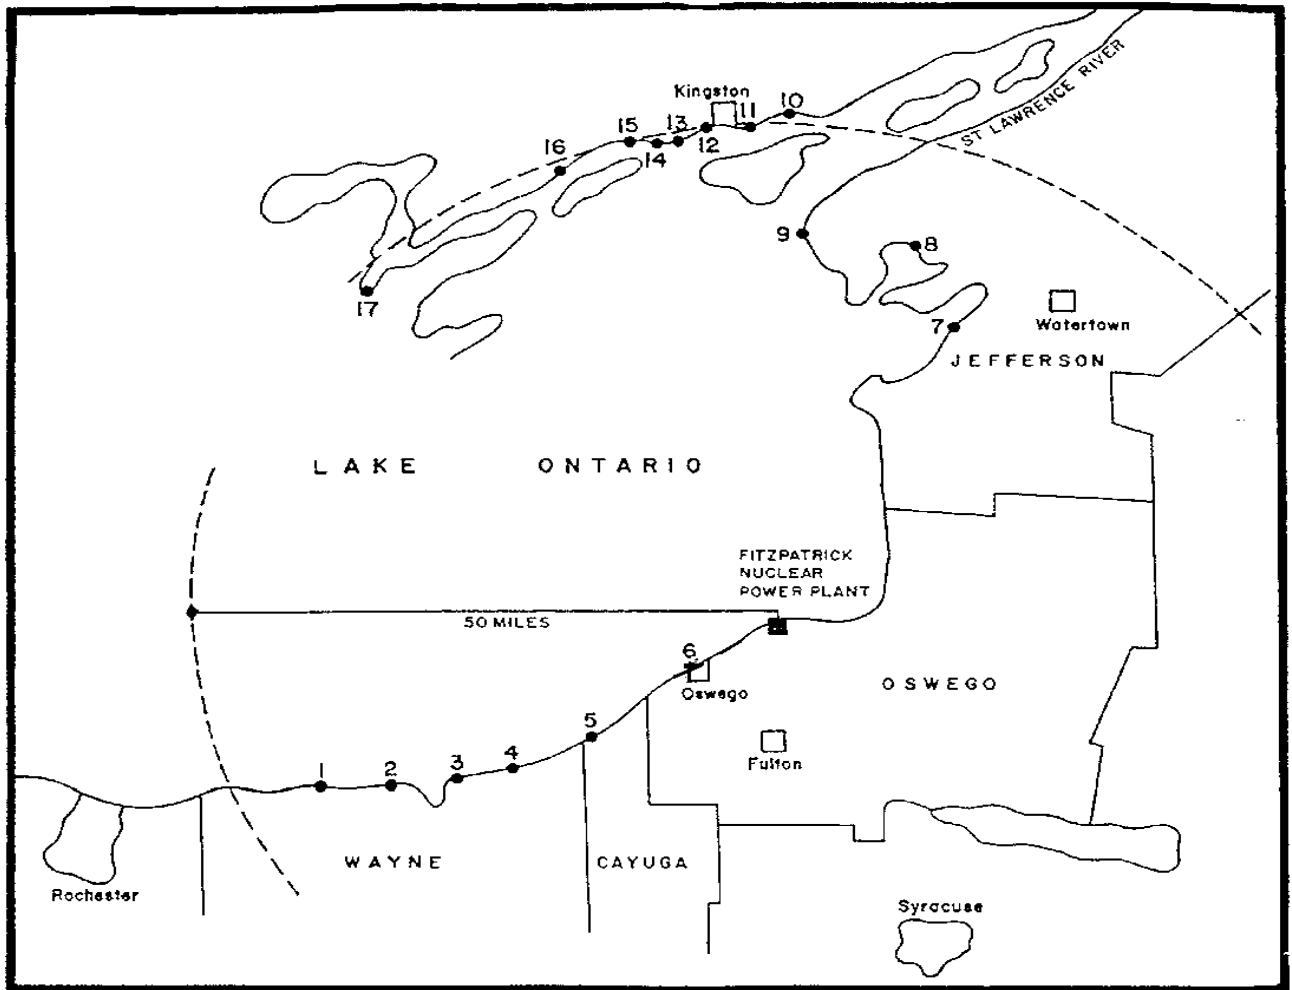 Kingston
ST LAWRENCE RIVER
10
11
12
13
14
15
16
17
9
8
7
Watertown
JEFFERSON
LAKE ONTARIO
FITZPATRICK
NUCLEAR
POWER PLANT
50 MILES
6
Oswego
OSWEGO
5
4
3
2
1
Fulton
WAYNE
CAYUGA
Rochester
Syracuse